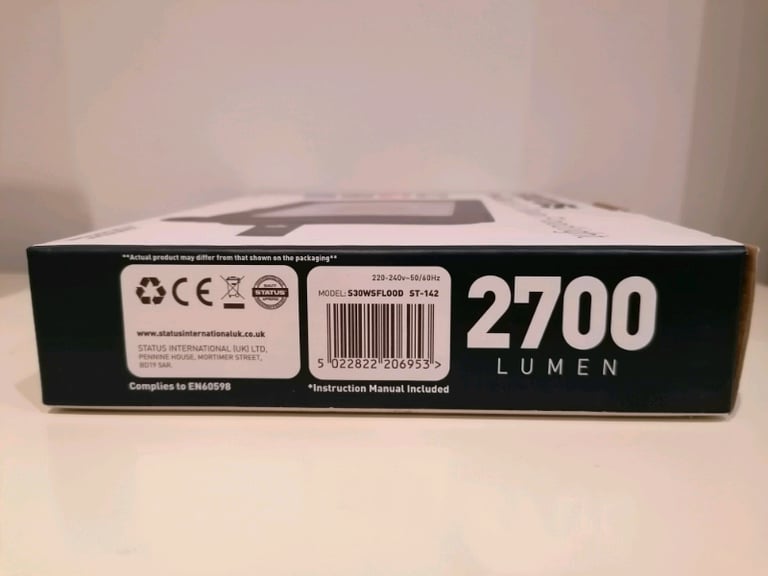 **Actual product may differ from that shown on the packaging**
CE
STATUS
www.statusinternationaluk.co.uk
STATUS INTERNATIONAL (UK) LTD,
PENNINE HOUSE, MORTIMER STREET,
BD19 5AR.
Complies to EN60598
220-240v~50/60Hz
MODEL: S30WSFLOOD ST-142
5 022822 206953 >
*Instruction Manual Included
2700
LUMEN